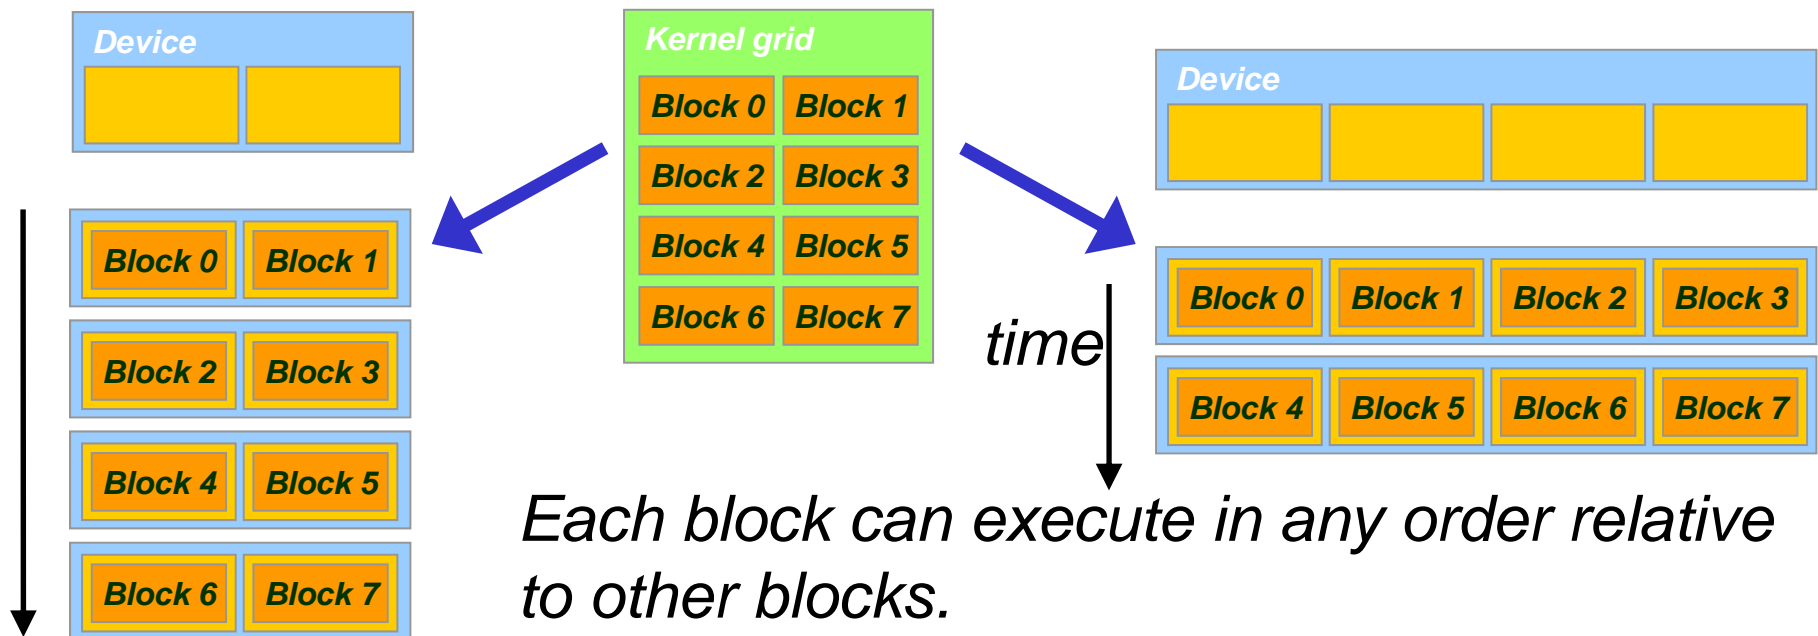 Device
Block 0 Block 1
Block 2 Block 3
Block 4 Block 5
Block 6 Block 7
Kernel grid
Block 0 Block 1
Block 2 Block 3
Block 4 Block 5
Block 6 Block 7
Device
time
Block 0 Block 1 Block 2 Block 3
Block 4 Block 5 Block 6 Block 7
Each block can execute in any order relative
to other blocks.